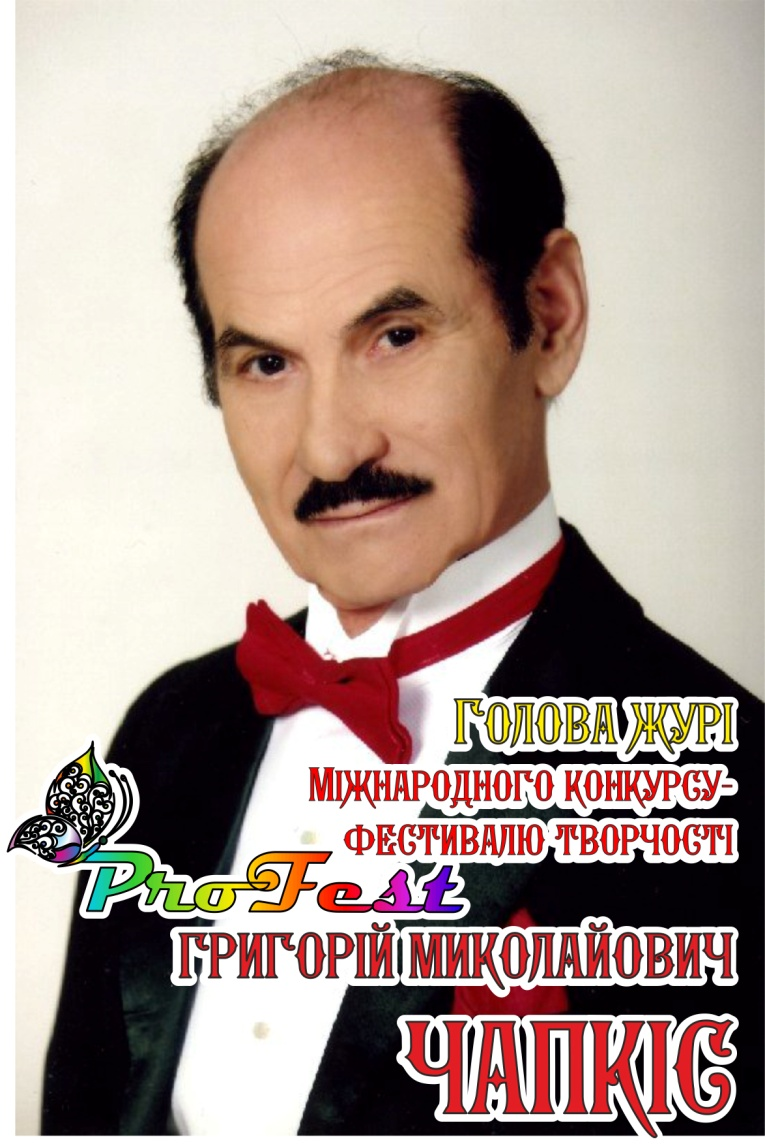 Голова журі
Міжнародного конкурсу-
фестивалю творчості
ProFest
ГРИГОРІЙ МИКОЛАЙОВИЧ
ЧАПКІС